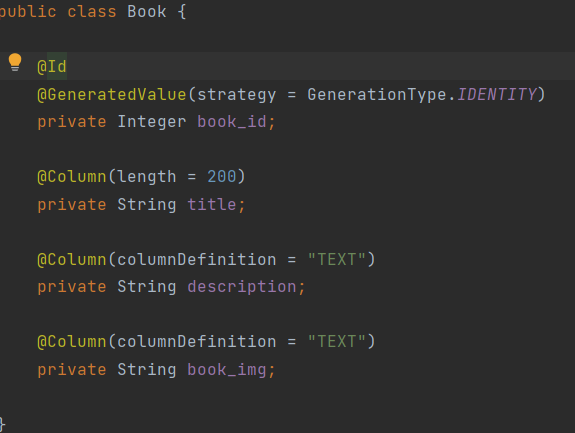 public class Book {
@Id
@GeneratedValue(strategy = GenerationType.IDENTITY)
private Integer book_id;
@Column(length = 200)
private String title;
@Column(columnDefinition = "TEXT")
private String description;
@Column(columnDefinition = "TEXT")
private String book_img;
}